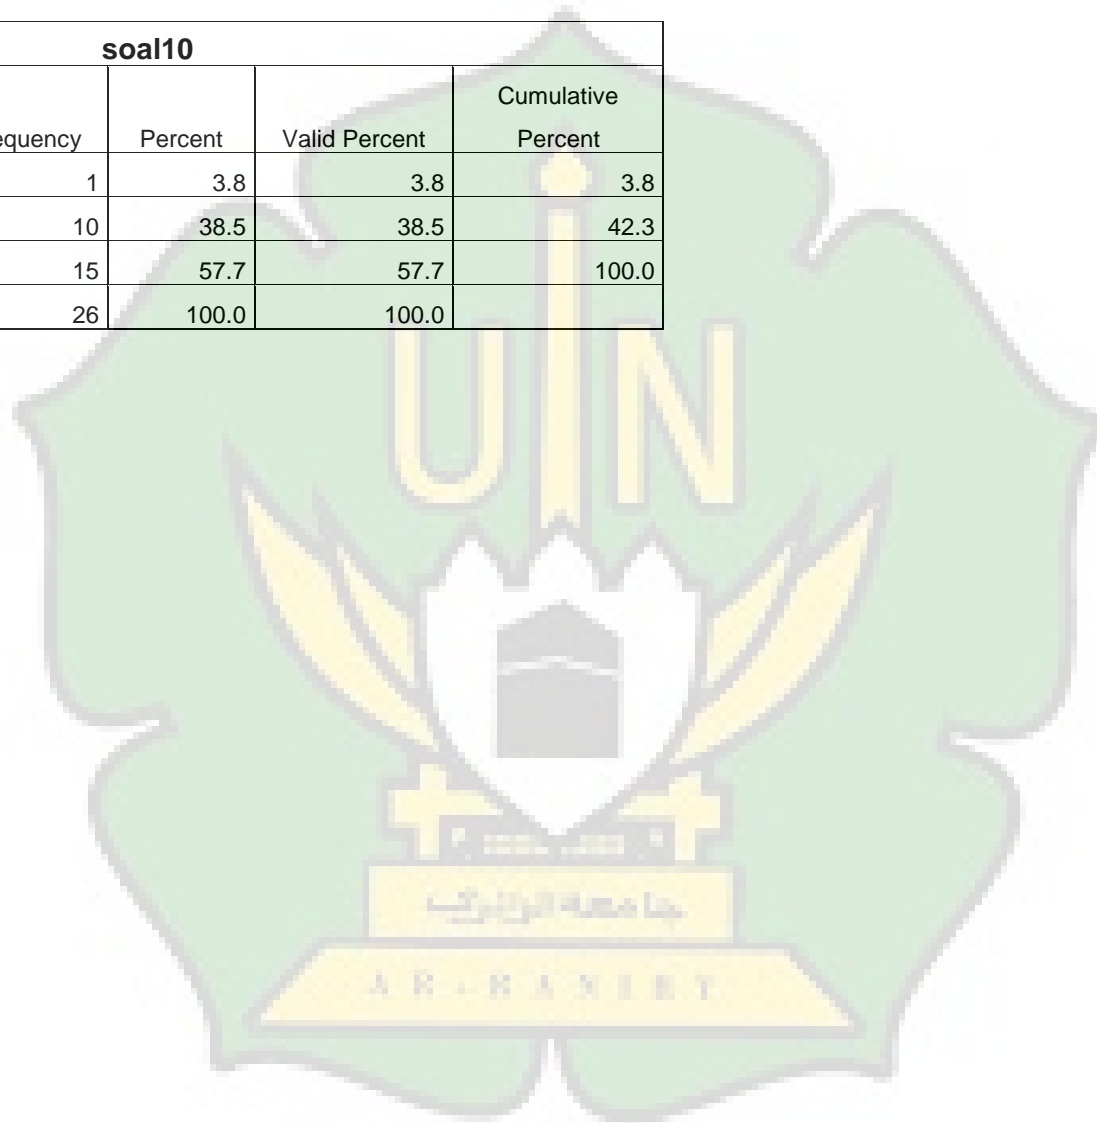 soal10
equency Percent Valid Percent Cumulative Percent
1 3.8 3.8 3.8
10 38.5 38.5 42.3
15 57.7 57.7 100.0
26 100.0 100.0
UIN
AR-RANIRY